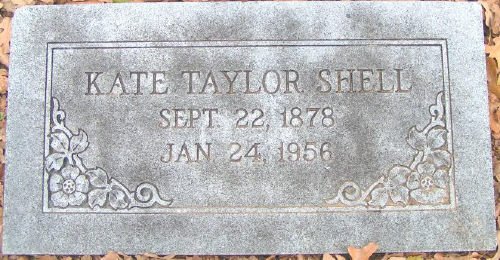 KATE TAYLOR SHELL
SEPT. 22, 1878
JAN. 24, 1956